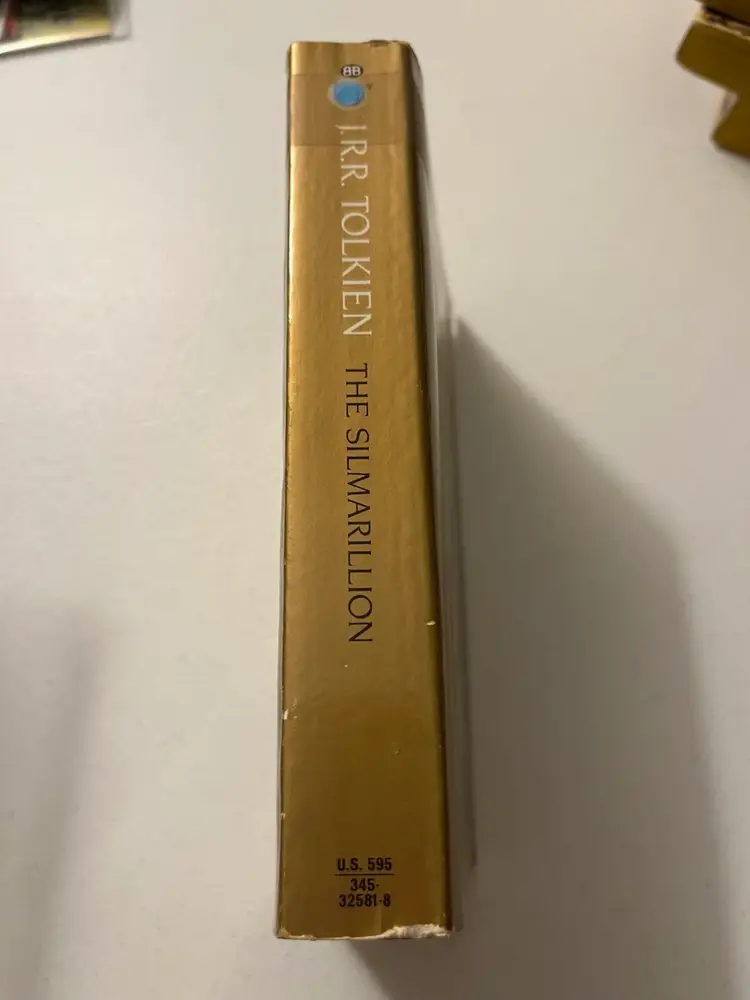 BB
J.R.R. TOLKIEN THE SILMARILLION
U.S. 595
345-
32581-8